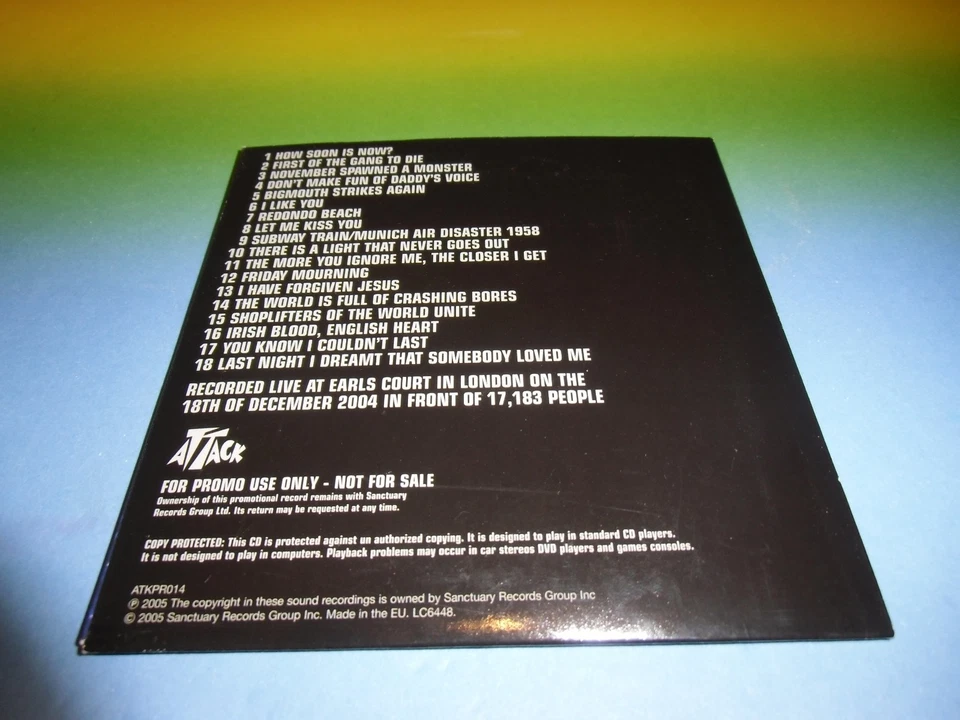 1 HOW SOON IS NOW?
2 FIRST OF THE GANG TO DIE
3 NOVEMBER SPAWNED A MONSTER
4 DON'T MAKE FUN OF DADDY'S VOICE
5 BIGMOUTH STRIKES AGAIN
6 I LIKE YOU
7 REDONDO BEACH
8 LET ME KISS YOU
9 SUBWAY TRAIN/MUNICH AIR DISASTER 1958
10 THERE IS A LIGHT THAT NEVER GOES OUT
11 THE MORE YOU IGNORE ME, THE CLOSER I GET
12 FRIDAY MOURNING
13 I HAVE FORGIVEN JESUS
14 THE WORLD IS FULL OF CRASHING BORES
15 SHOPLIFTERS OF THE WORLD UNITE
16 IRISH BLOOD, ENGLISH HEART
17 YOU KNOW I COULDN'T LAST
18 LAST NIGHT I DREAMT THAT SOMEBODY LOVED ME
RECORDED LIVE AT EARLS COURT IN LONDON ON THE
18TH OF DECEMBER 2004 IN FRONT OF 17,183 PEOPLE
ATTACK
FOR PROMO USE ONLY - NOT FOR SALE
Ownership of this promotional record remains with Sanctuary
Records Group Ltd. Its return may be requested at any time.
COPY PROTECTED: This CD is protected against un authorized copying. It is designed to play in standard CD players.
It is not designed to play in computers. Playback problems may occur in car stereos DVD players and games consoles.
ATKPR014
℗ 2005 The copyright in these sound recordings is owned by Sanctuary Records Group Inc
© 2005 Sanctuary Records Group Inc. Made in the EU. LC6448.